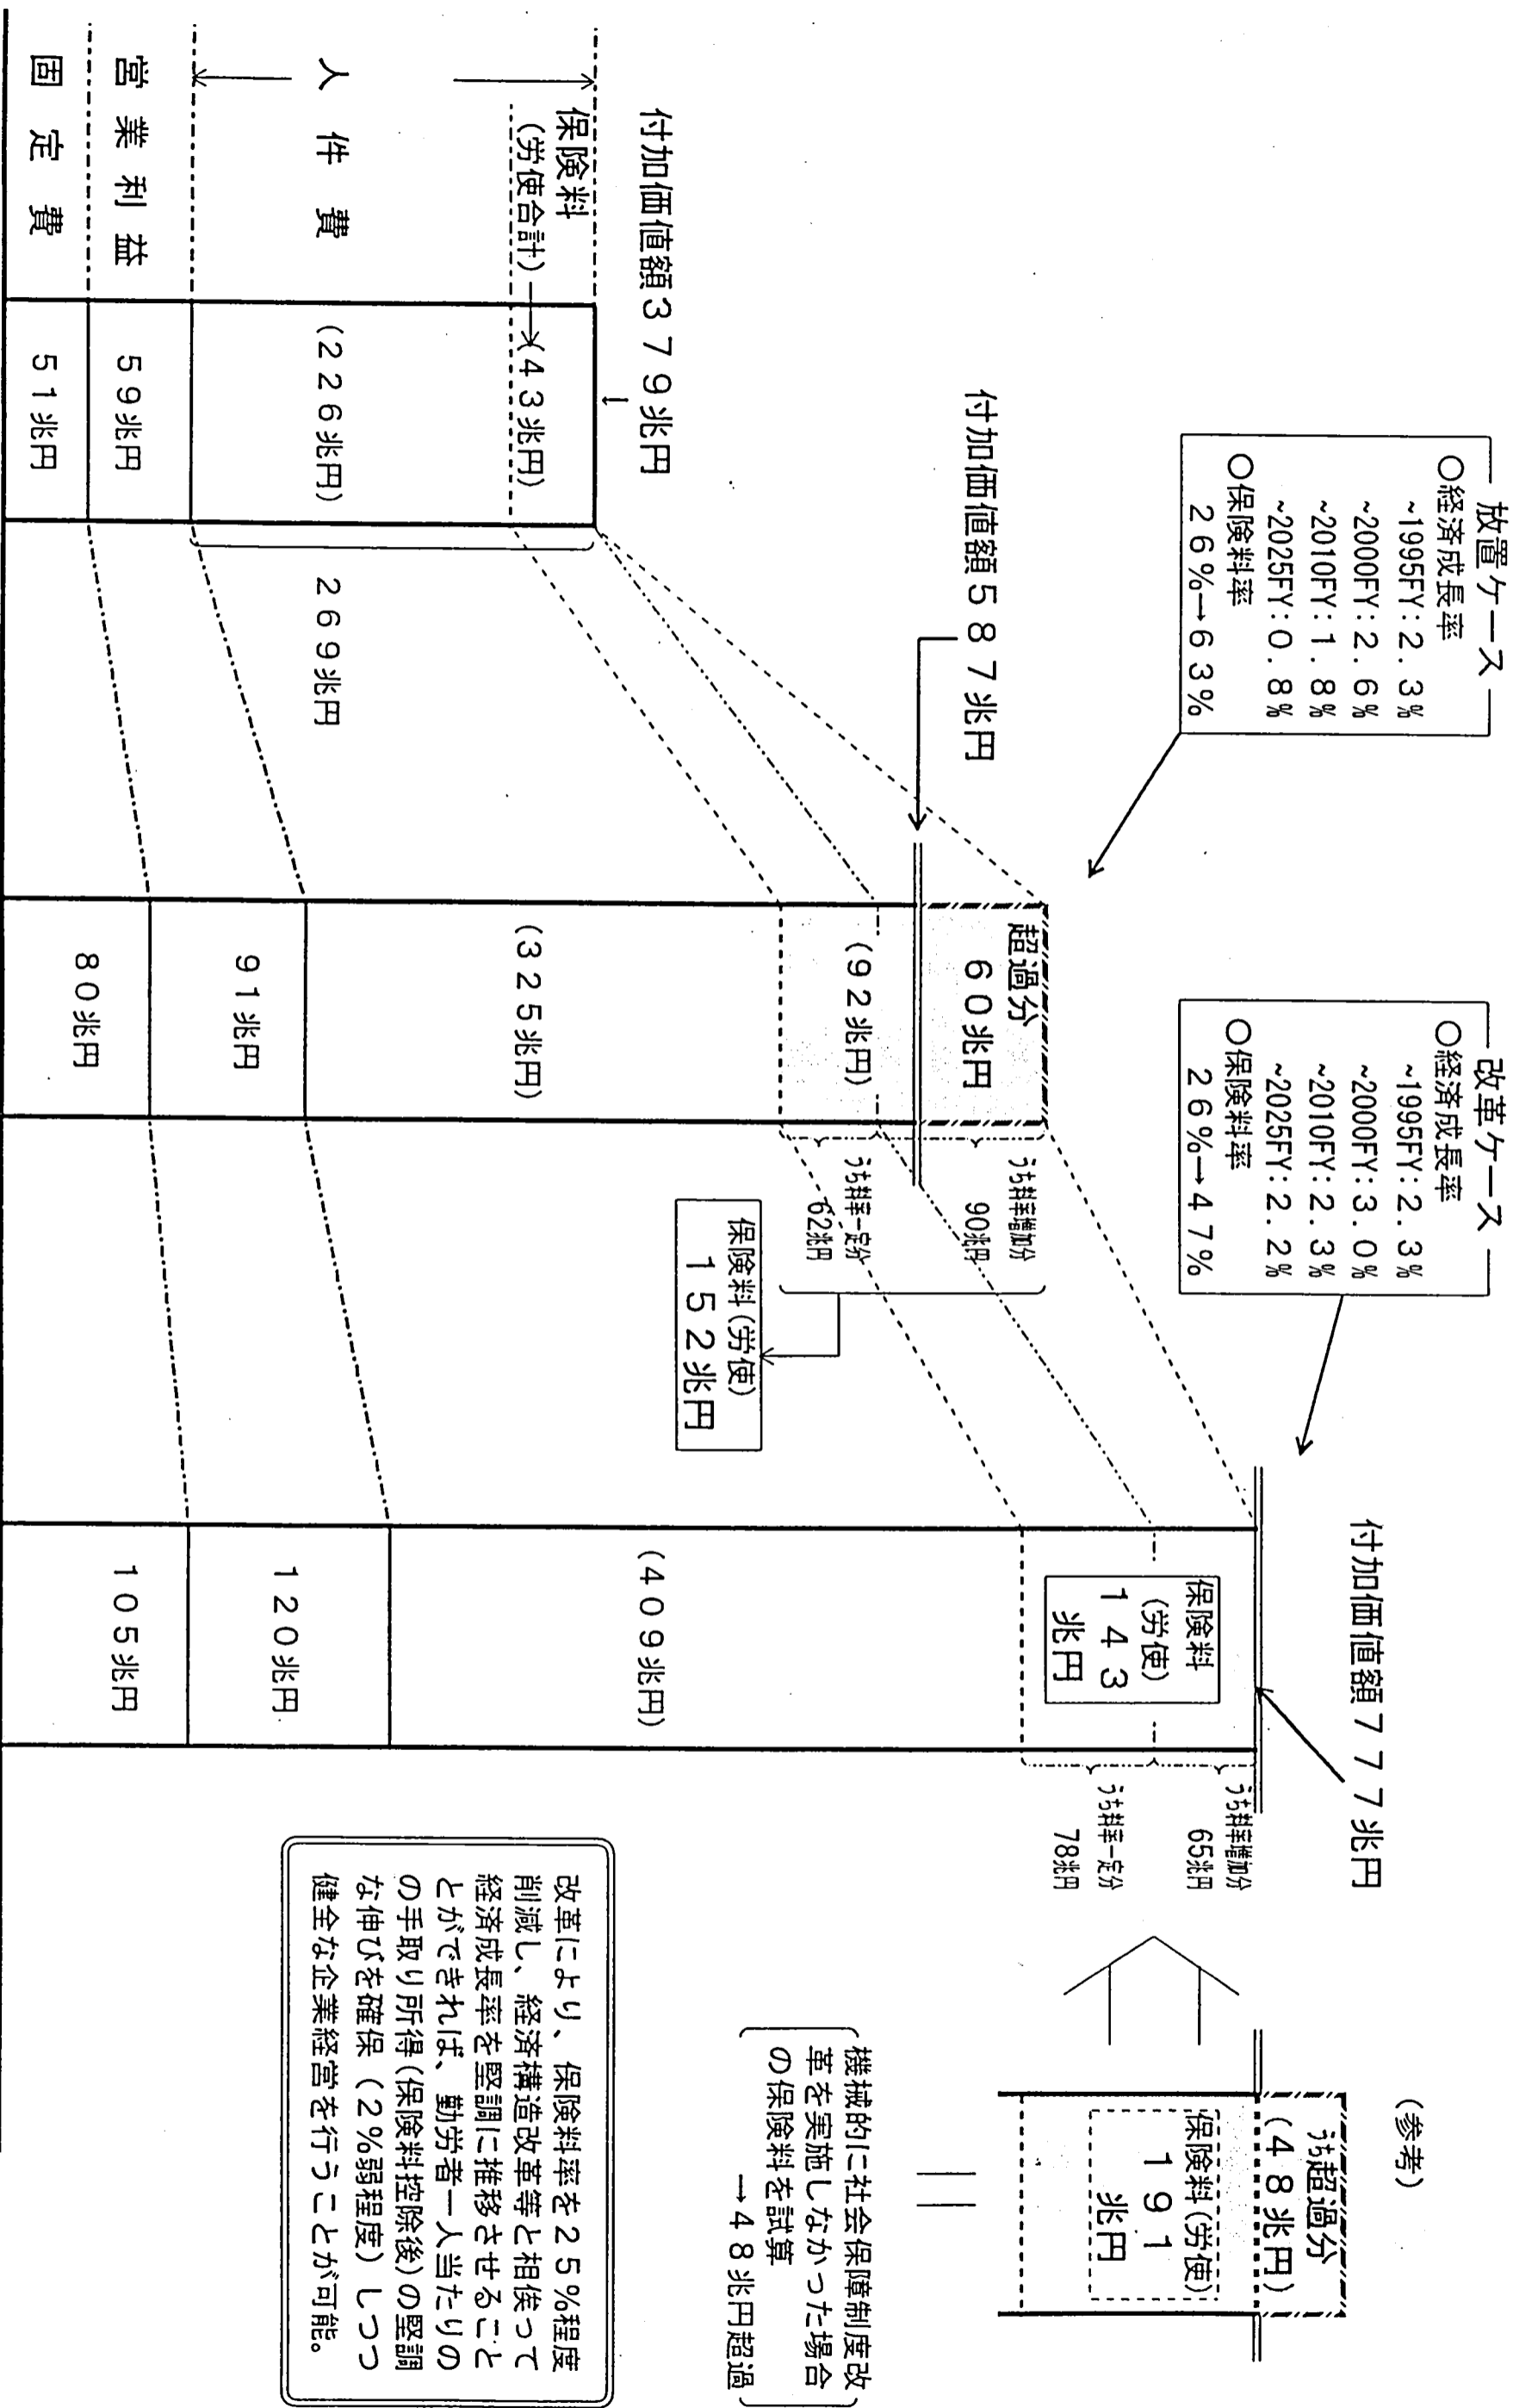 放置ケース
○経済成長率
~1995FY:2.3%
~2000FY:2.6%
~2010FY:1.8%
~2025FY:0.8%
○保険料率
26%→63%
改革ケース
○経済成長率
~1995FY:2.3%
~2000FY:3.0%
~2010FY:2.3%
~2025FY:2.2%
○保険料率
26%→47%
付加価値額379兆円
付加価値額587兆円
付加価値額777兆円
人件費
保険料
(労使合計)
営業利益
固定費
(43兆円)
(226兆円)
59兆円
51兆円
269兆円
超過分
60兆円
(92兆円)
(325兆円)
91兆円
80兆円
うち料率増加分
90兆円
うち料率一定分
62兆円
保険料(労使)
152兆円
保険料
(労使)
143
兆円
(409兆円)
120兆円
105兆円
うち料率増加分
65兆円
うち料率一定分
78兆円
(参考)
うち超過分
(48兆円)
保険料(労使)
191
兆円
機械的に社会保障制度改
革を実施しなかった場合
の保険料を試算
→48兆円超過
改革により、保険料率を25%程度
削減し、経済構造改革等と相俟って
経済成長率を堅調に推移させること
とができれば、勤労者一人当たりの
の手取り所得(保険料控除後)の堅調
な伸びを確保(2%弱程度)しつつ
健全な企業経営を行うことが可能。